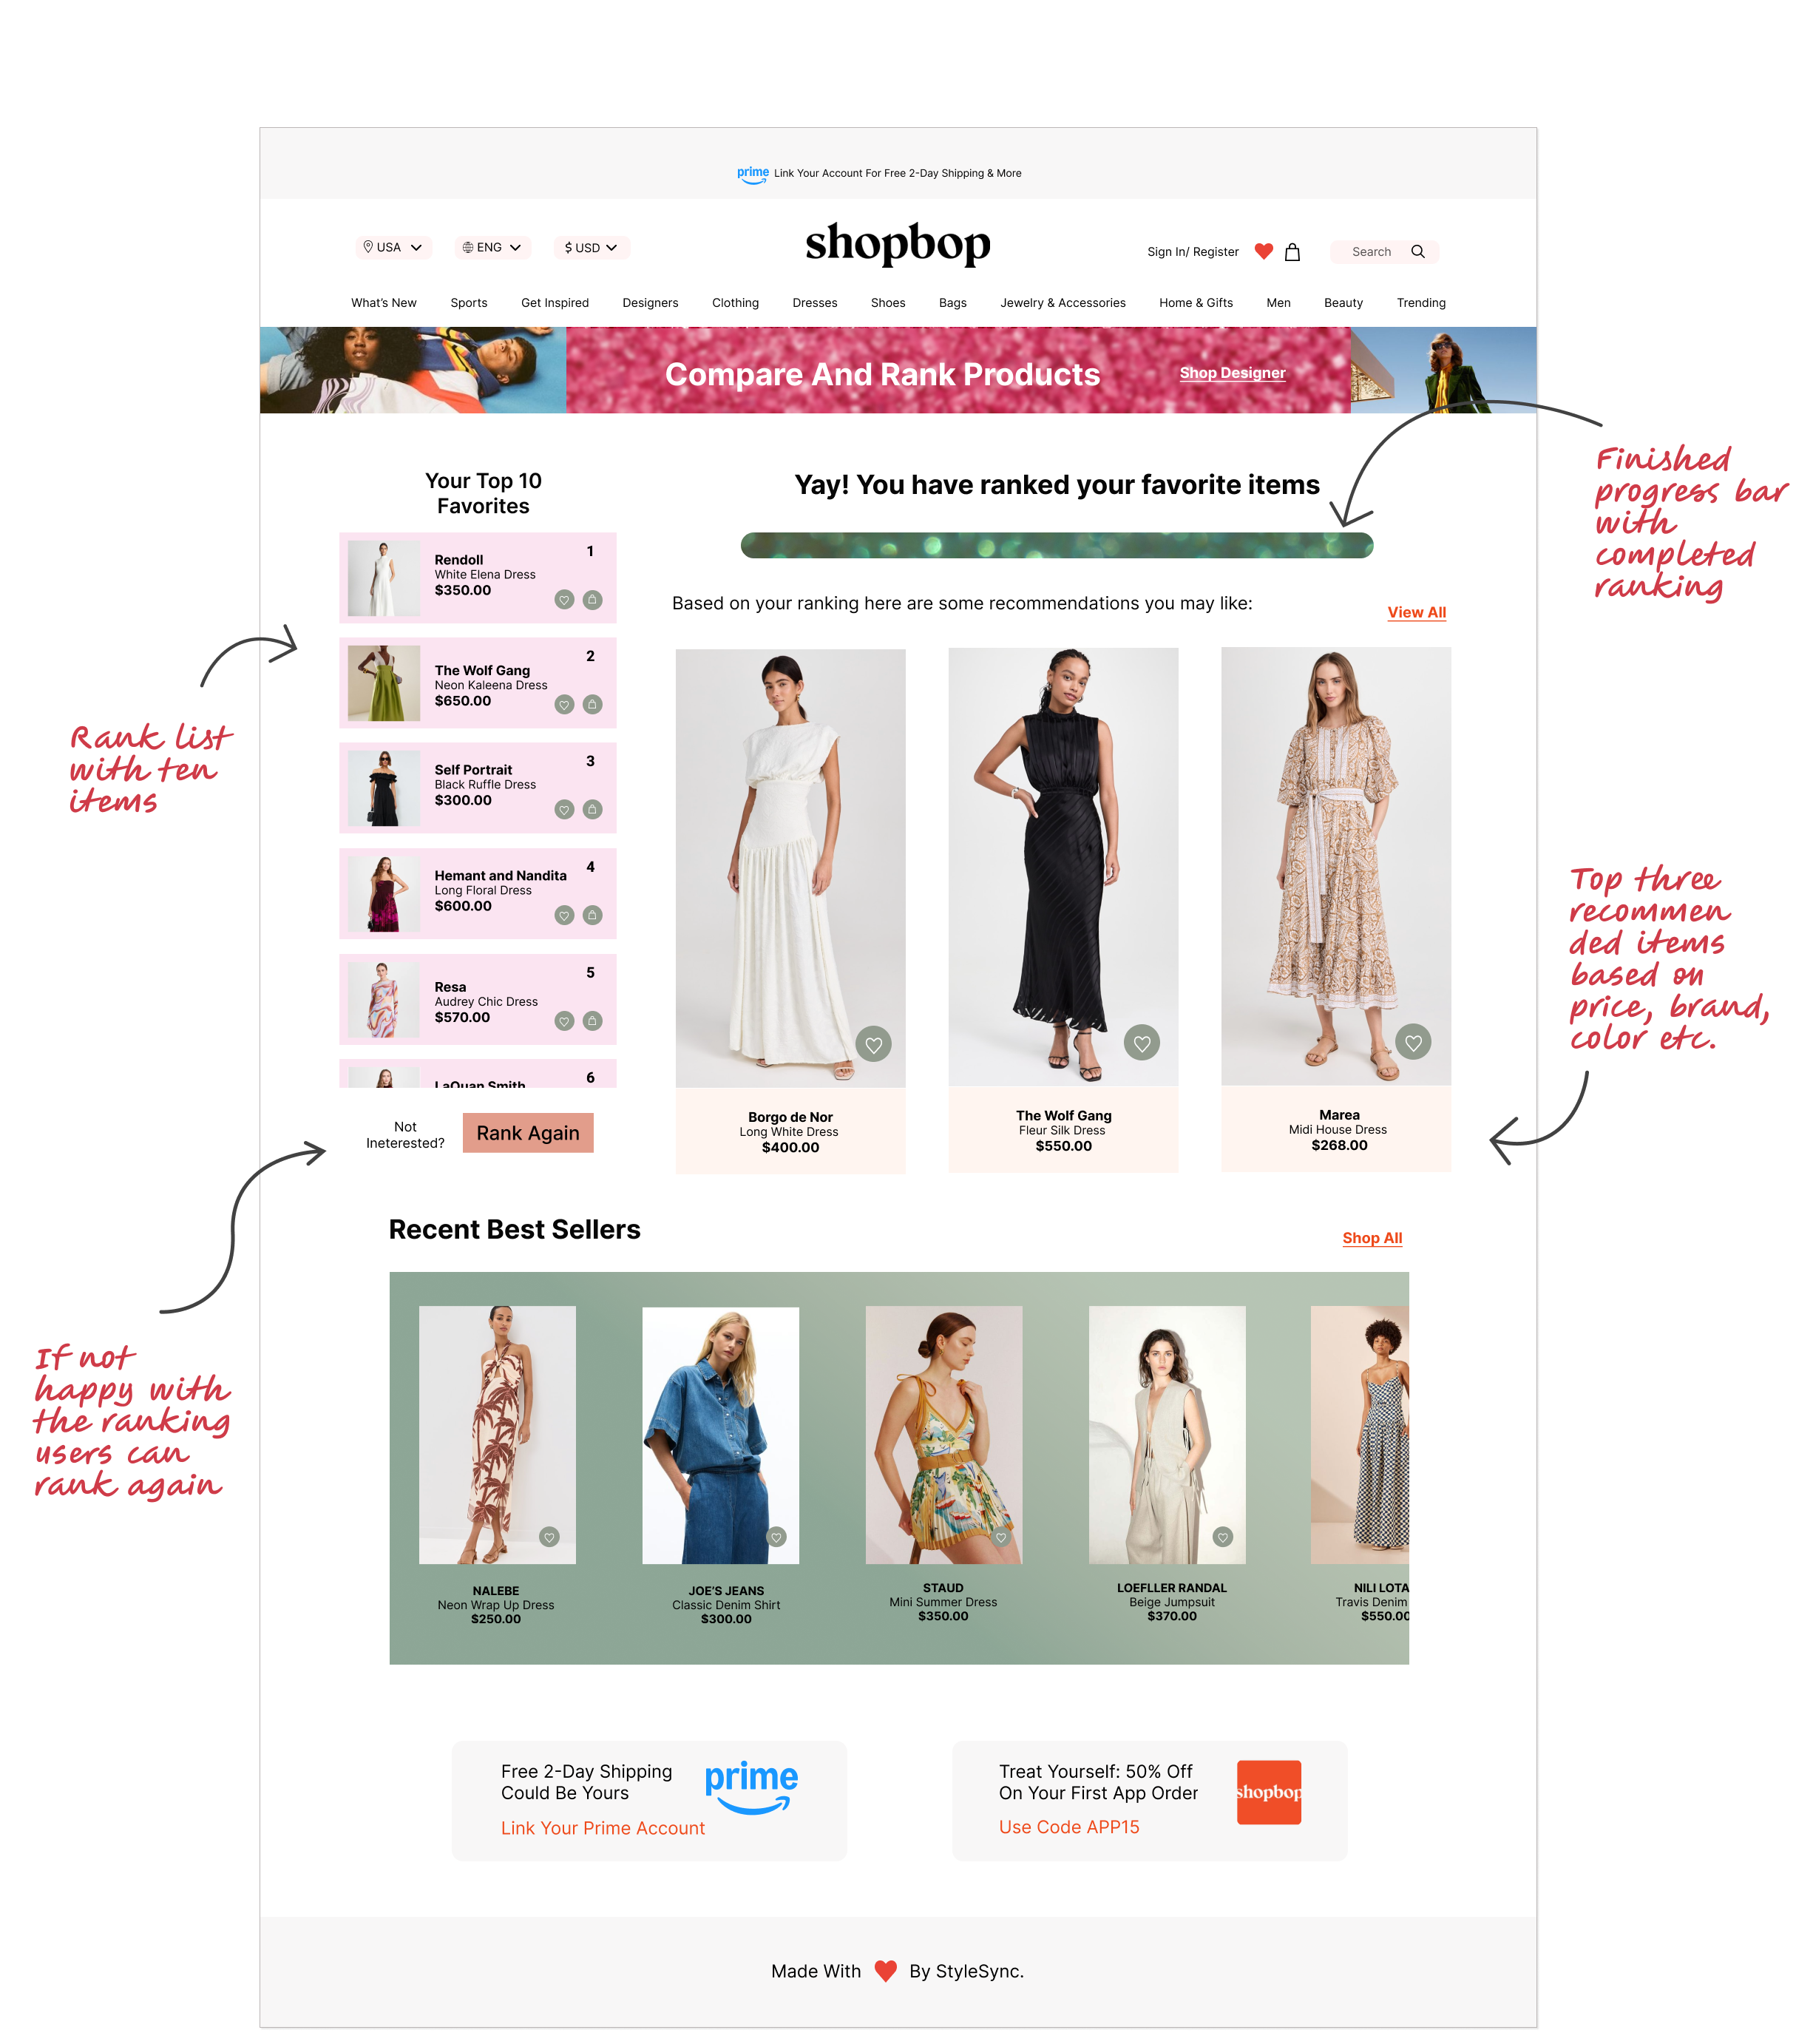 prime Link Your Account For Free 2-Day Shipping & More
USA ENG $ USD
shopbop
Sign In/ Register
Search
What's New Sports Get Inspired Designers Clothing Dresses Shoes Bags Jewelry & Accessories Home & Gifts Men Beauty Trending
Compare And Rank Products
Shop Designer
Finished
progress bar
with
completed
ranking
Your Top 10
Favorites
Rendoll
White Elena Dress
$350.00
1
The Wolf Gang
Neon Kaleena Dress
$650.00
2
Self Portrait
Black Ruffle Dress
$300.00
3
Hemant and Nandita
Long Floral Dress
$600.00
4
Resa
Audrey Chic Dress
$570.00
5
LaQuan Smith
6
Not
Ineterested?
Rank Again
Rank list
with ten
items
If not
happy with
the ranking
users can
rank again
Yay! You have ranked your favorite items
Based on your ranking here are some recommendations you may like:
View All
Borgo de Nor
Long White Dress
$400.00
The Wolf Gang
Fleur Silk Dress
$550.00
Marea
Midi House Dress
$268.00
Top three
recommen
ded items
based on
price, brand,
color etc.
Recent Best Sellers
Shop All
NALEBE
Neon Wrap Up Dress
$250.00
JOE'S JEANS
Classic Denim Shirt
$300.00
STAUD
Mini Summer Dress
$350.00
LOEFLLER RANDAL
Beige Jumpsuit
$370.00
NILI LOTA
Travis Denim
$550.00
Free 2-Day Shipping
Could Be Yours
Link Your Prime Account
prime
Treat Yourself: 50% Off
On Your First App Order
Use Code APP15
shopbop
Made With By StyleSync.